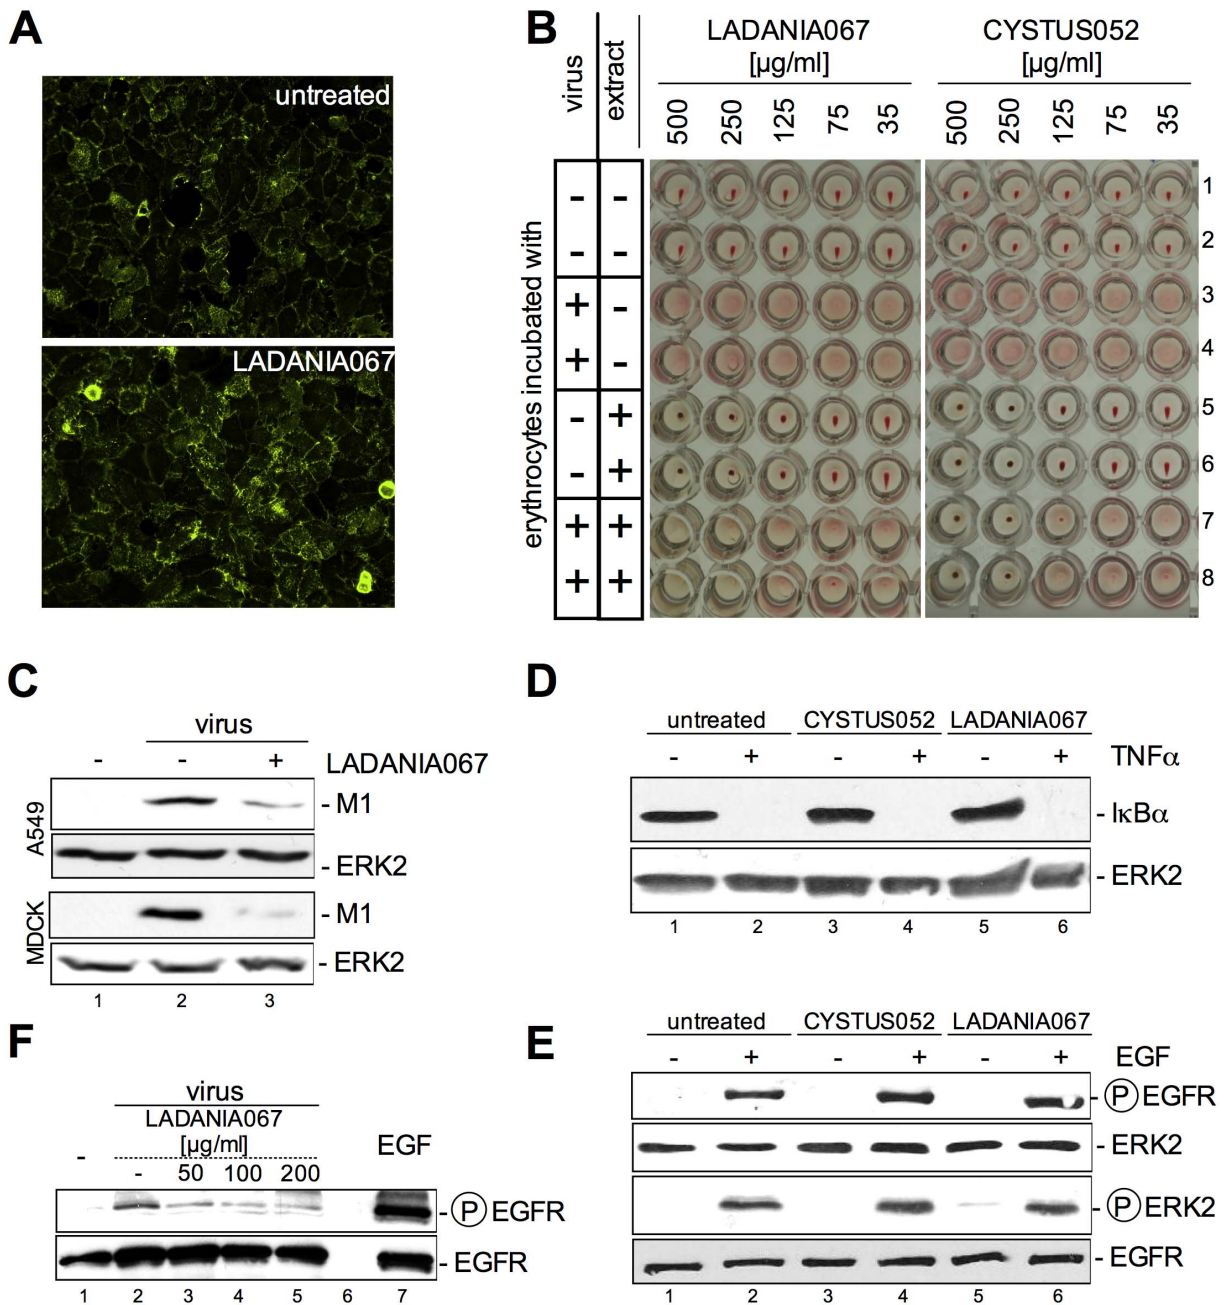 A
untreated
LADANIA067
B
virus
extract
LADANIA067
[µg/ml]
CYSTUS052
[µg/ml]
500 250 125 75 35
500 250 125 75 35
erythrocytes incubated with
- - 1
- - 2
+ - 3
+ - 4
- + 5
- + 6
+ + 7
+ + 8
C
virus
- - + LADANIA067
A549
- M1
- ERK2
MDCK
- M1
- ERK2
1 2 3
D
untreated CYSTUS052 LADANIA067
- + - + - + TNFα
- IκBα
- ERK2
1 2 3 4 5 6
F
virus
LADANIA067
[µg/ml]
EGF
- - 50 100 200
- P EGFR
- EGFR
1 2 3 4 5 6 7
E
untreated CYSTUS052 LADANIA067
- + - + - + EGF
- P EGFR
- ERK2
- P ERK2
- EGFR
1 2 3 4 5 6